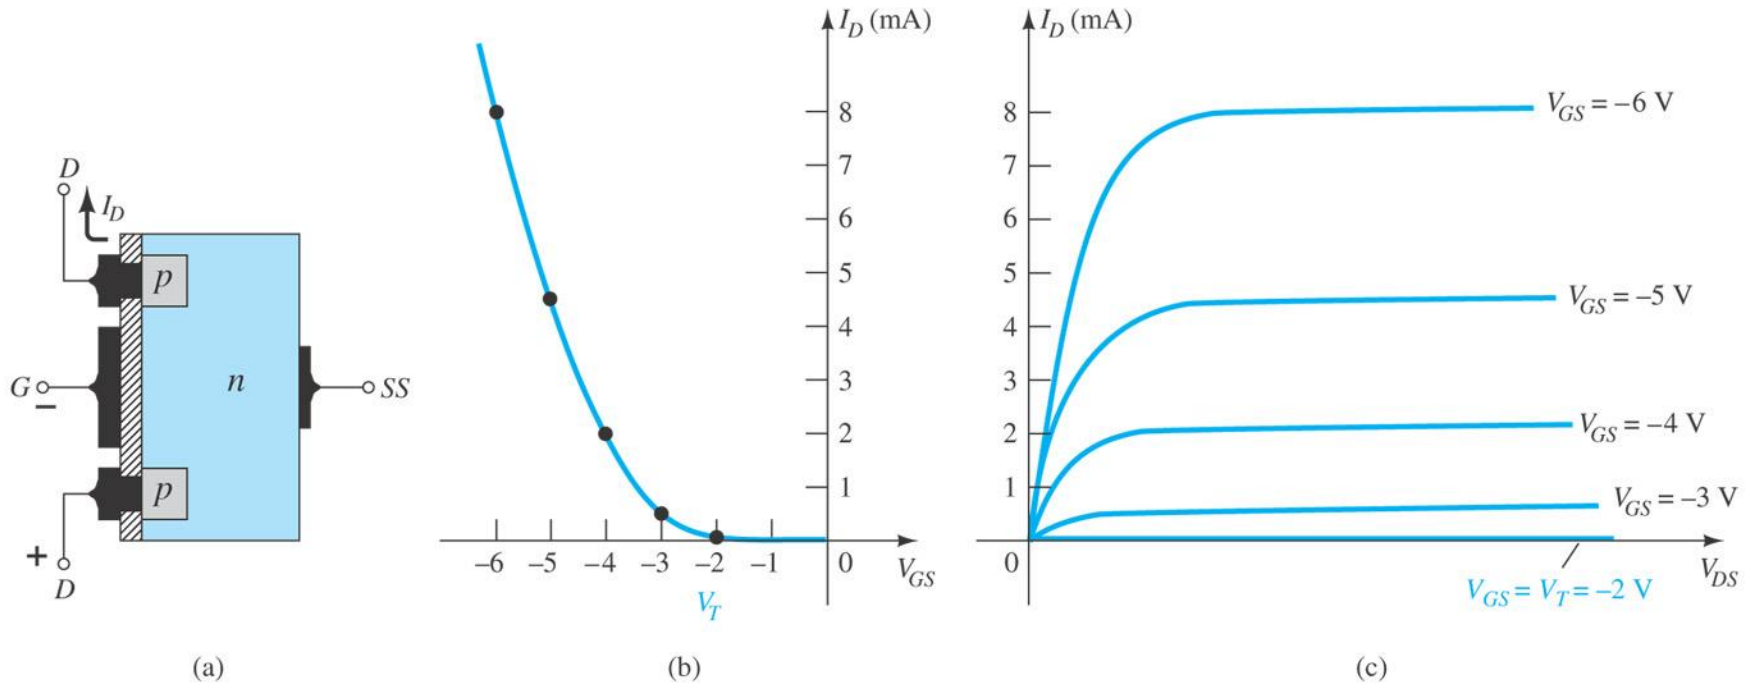 D
I_D
p
G
−
n
SS
p
+
D
(a)
I_D (mA)
8
7
6
5
4
3
2
1
−6 −5 −4 −3 −2 −1 0 V_GS
V_T
(b)
I_D (mA)
8
7
6
5
4
3
2
1
0
V_GS = −6 V
V_GS = −5 V
V_GS = −4 V
V_GS = −3 V
V_DS
V_GS = V_T = −2 V
(c)